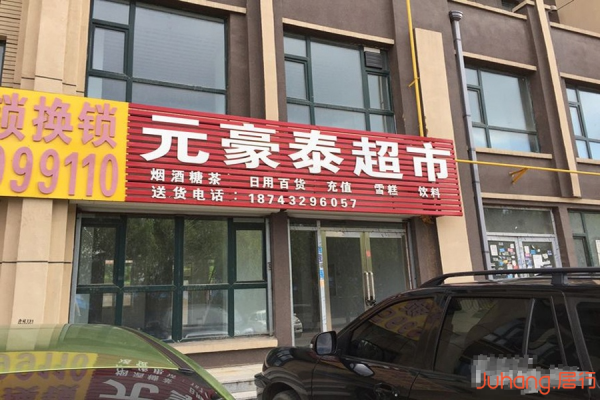 锁换锁
999110
元豪泰超市
烟酒糖茶 日用百货 充值 雪糕 饮料
送货电话：18743296057
Juhang.居行